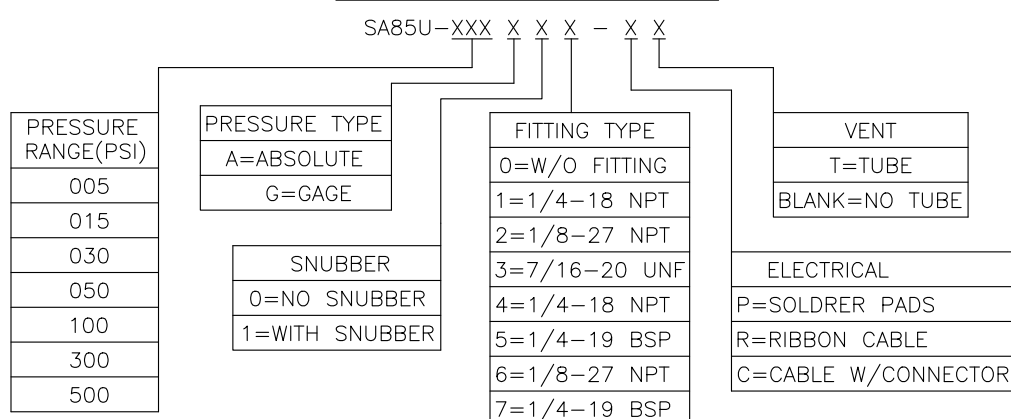 SA85U-XXX X X X - X X
PRESSURE
RANGE(PSI)
005
015
030
050
100
300
500
PRESSURE TYPE
A=ABSOLUTE
G=GAGE
SNUBBER
0=NO SNUBBER
1=WITH SNUBBER
FITTING TYPE
0=W/O FITTING
1=1/4-18 NPT
2=1/8-27 NPT
3=7/16-20 UNF
4=1/4-18 NPT
5=1/4-19 BSP
6=1/8-27 NPT
7=1/4-19 BSP
VENT
T=TUBE
BLANK=NO TUBE
ELECTRICAL
P=SOLDRER PADS
R=RIBBON CABLE
C=CABLE W/CONNECTOR